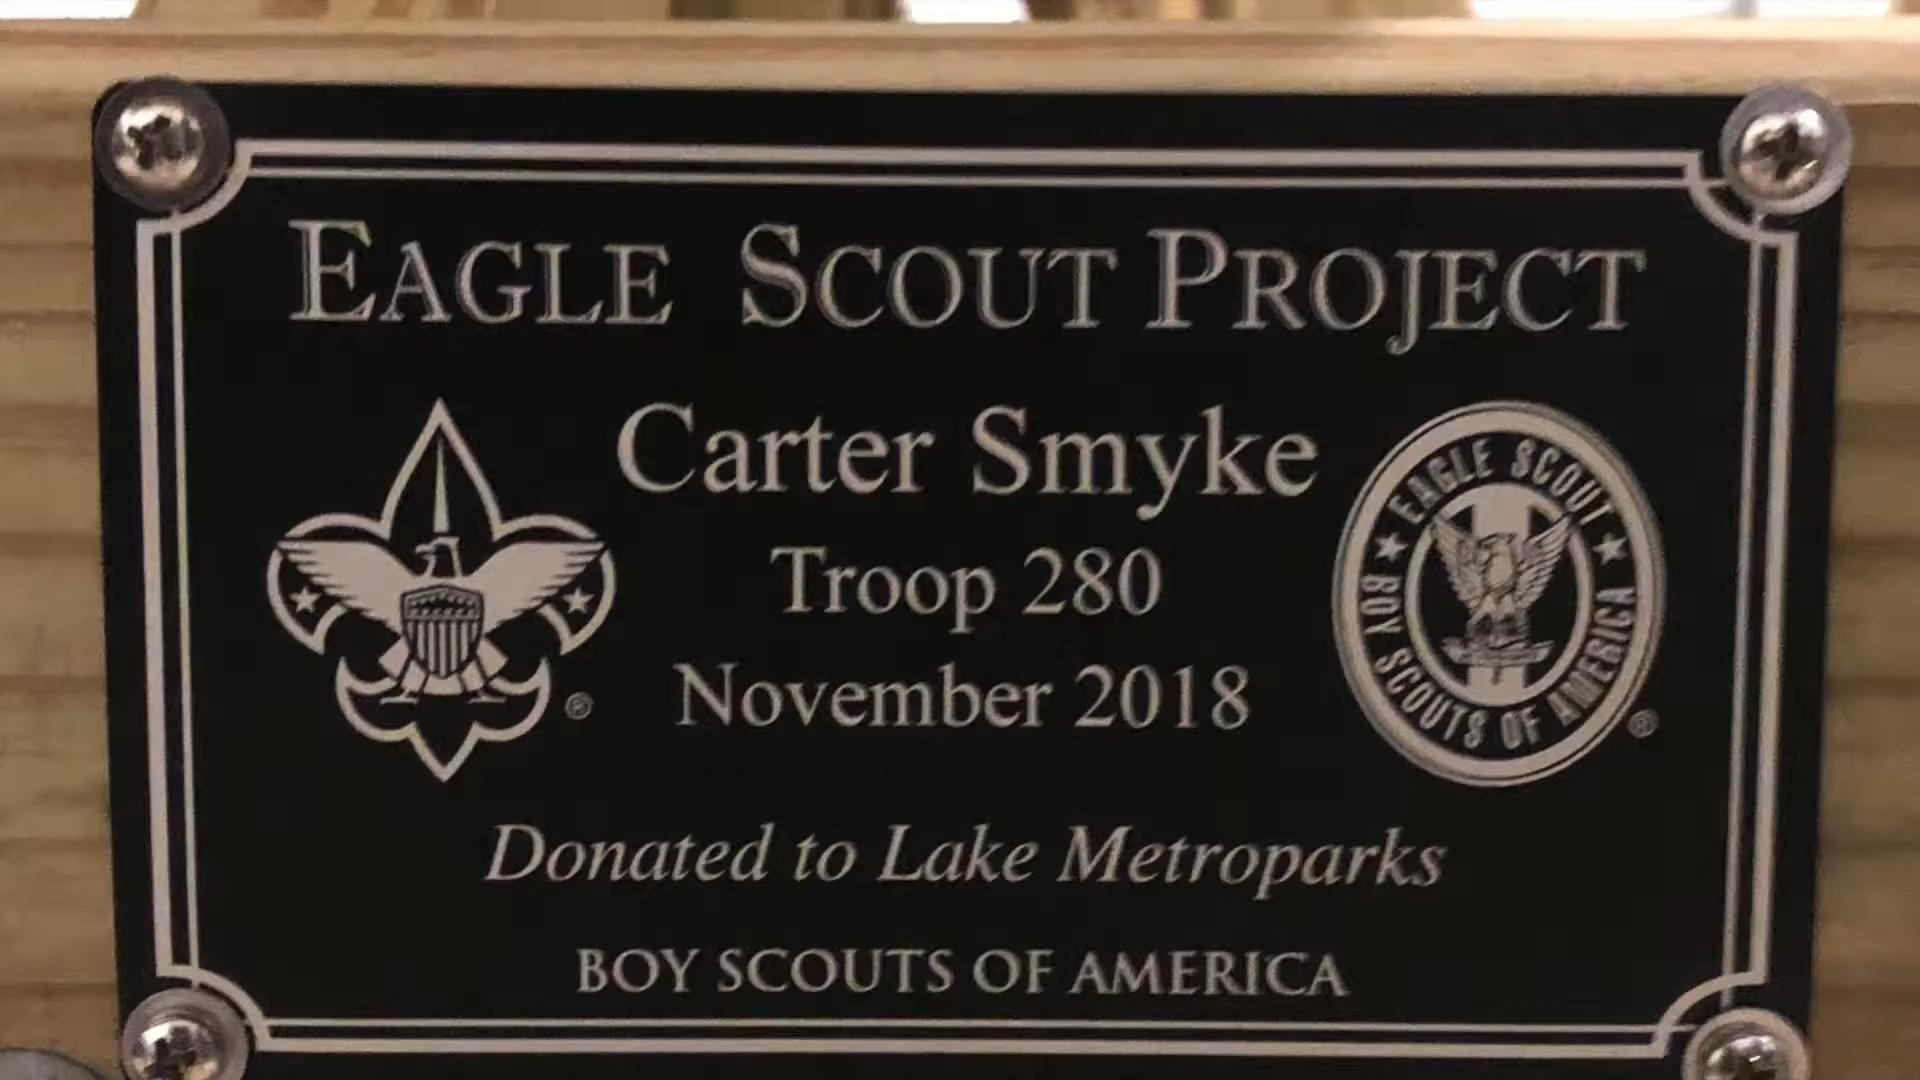 EAGLE SCOUT PROJECT
Carter Smyke
Troop 280
November 2018
®
EAGLE SCOUT
BOY SCOUTS OF AMERICA
®
Donated to Lake Metroparks
BOY SCOUTS OF AMERICA